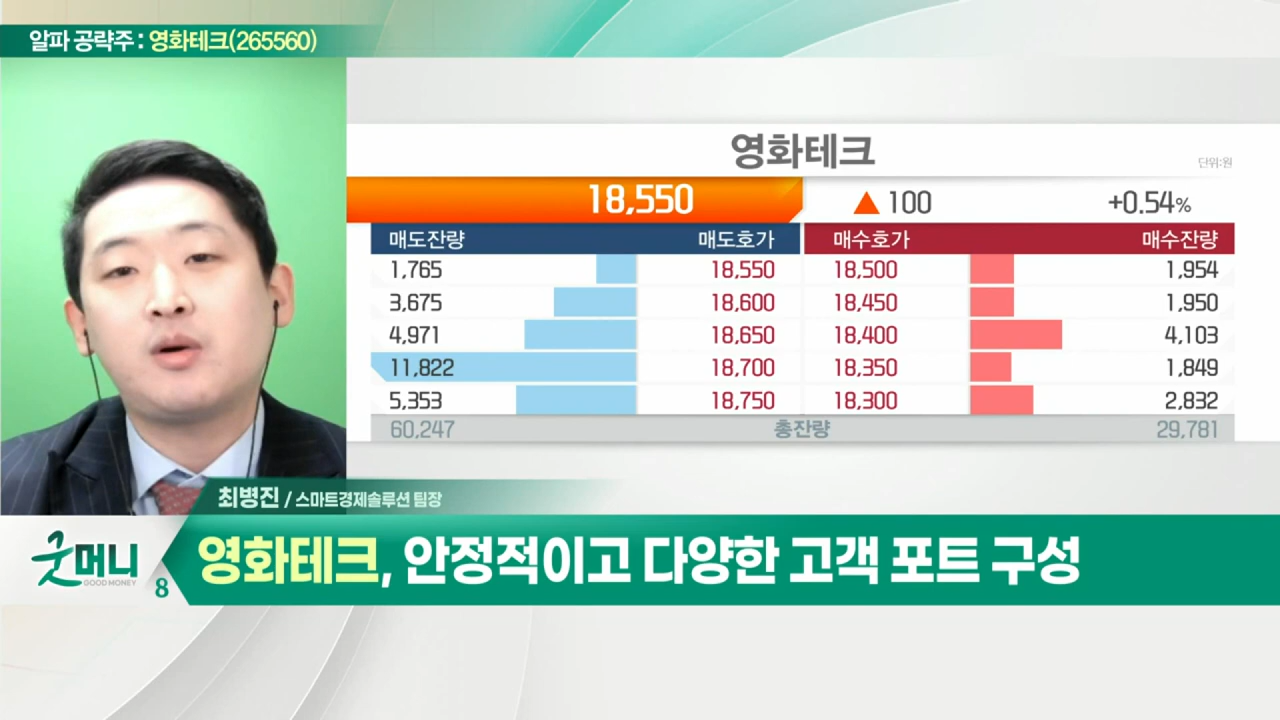 알파 공략주 : 영화테크(265560)
영화테크
단위:원
18,550 ▲ 100 +0.54%
매도잔량 매도호가 매수호가 매수잔량
1,765 18,550 18,500 1,954
3,675 18,600 18,450 1,950
4,971 18,650 18,400 4,103
11,822 18,700 18,350 1,849
5,353 18,750 18,300 2,832
60,247 총잔량 29,781
최병진 / 스마트경제솔루션 팀장
굿머니
GOOD MONEY
8
영화테크, 안정적이고 다양한 고객 포트 구성